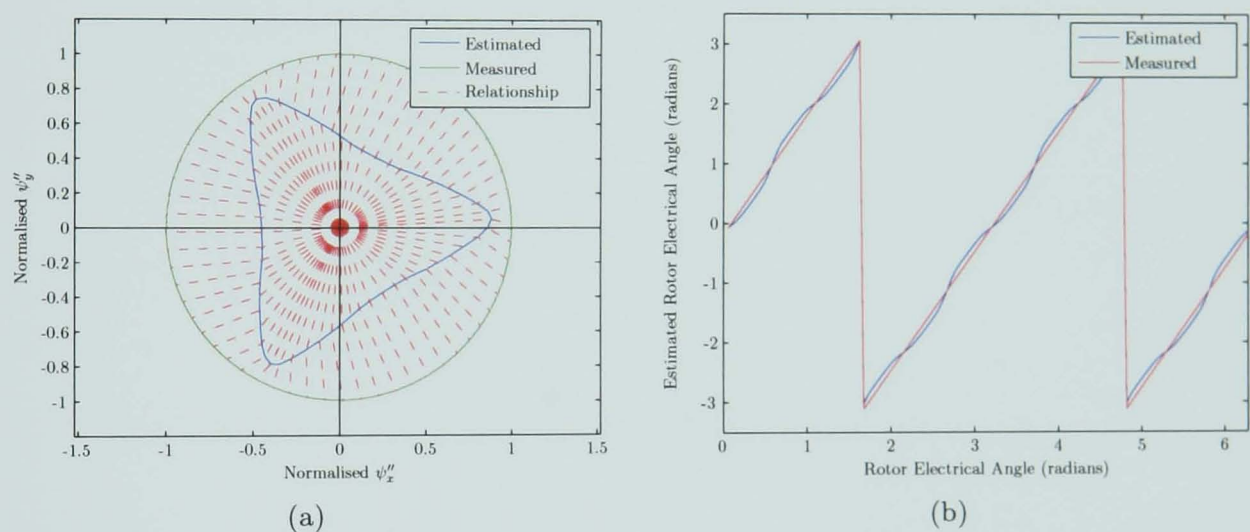 Estimated
Measured
Relationship
Normalised ψ″y
1
0.8
0.6
0.4
0.2
0
-0.2
-0.4
-0.6
-0.8
-1
-1.5
-1
-0.5
0
0.5
1
1.5
Normalised ψ″x
(a)
Estimated
Measured
Estimated Rotor Electrical Angle (radians)
3
2
1
0
-1
-2
-3
0
1
2
3
4
5
6
Rotor Electrical Angle (radians)
(b)